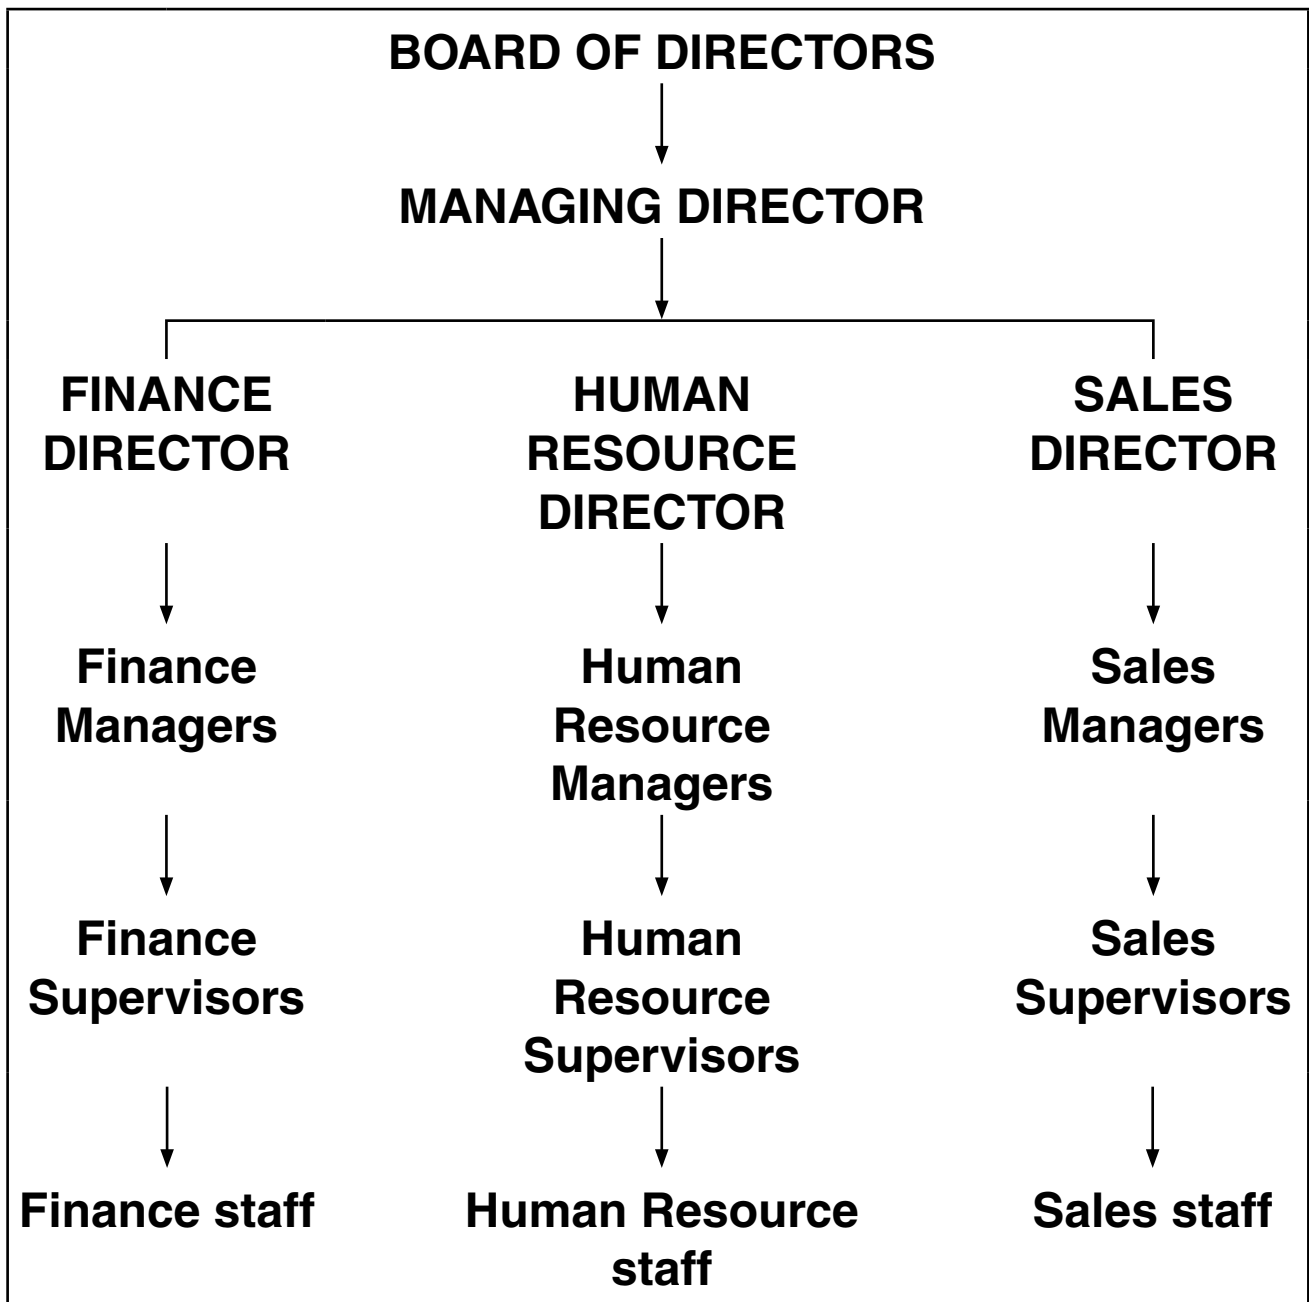 BOARD OF DIRECTORS
MANAGING DIRECTOR
FINANCE
DIRECTOR
HUMAN
RESOURCE
DIRECTOR
SALES
DIRECTOR
Finance
Managers
Human
Resource
Managers
Sales
Managers
Finance
Supervisors
Human
Resource
Supervisors
Sales
Supervisors
Finance staff
Human Resource
staff
Sales staff